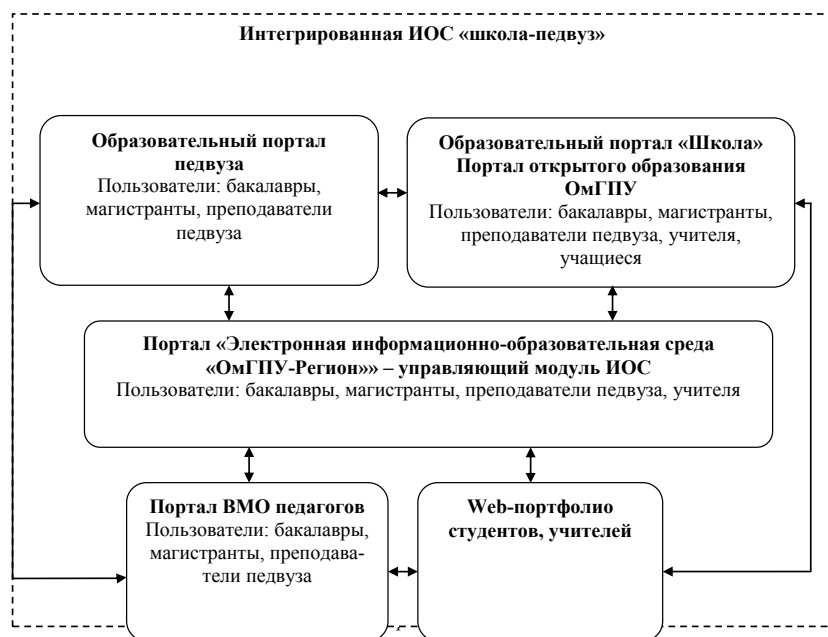 Интегрированная ИОС «школа-педвуз»
Образовательный портал
педвуза
Пользователи: бакалавры,
магистранты, преподаватели
педвуза
Образовательный портал «Школа»
Портал открытого образования
ОмГПУ
Пользователи: бакалавры, магистранты,
преподаватели педвуза, учителя,
учащиеся
Портал «Электронная информационно-образовательная среда
«ОмГПУ-Регион»» – управляющий модуль ИОС
Пользователи: бакалавры, магистранты, преподаватели педвуза, учителя
Портал ВМО педагогов
Пользователи: бакалавры,
магистранты, преподава-
тели педвуза
Web-портфолио
студентов, учителей